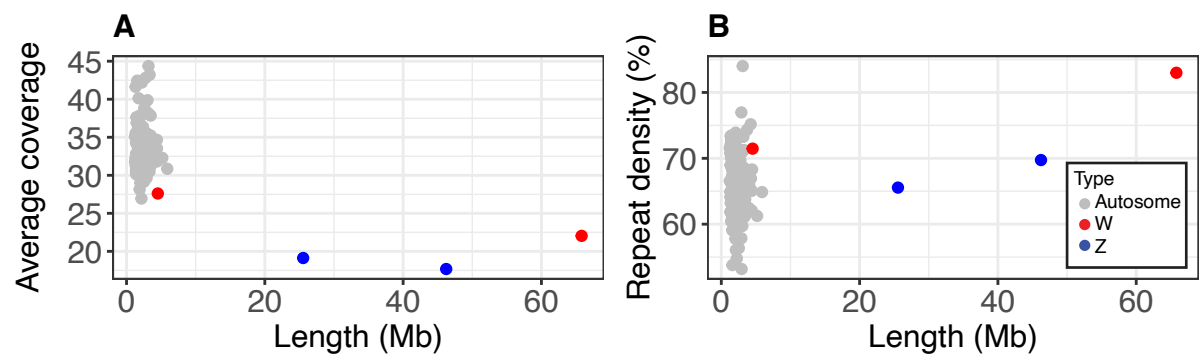 A
Average coverage
45
40
35
30
25
20
0 20 40 60
Length (Mb)
B
Repeat density (%)
80
70
60
0 20 40 60
Length (Mb)
Type
Autosome
W
Z